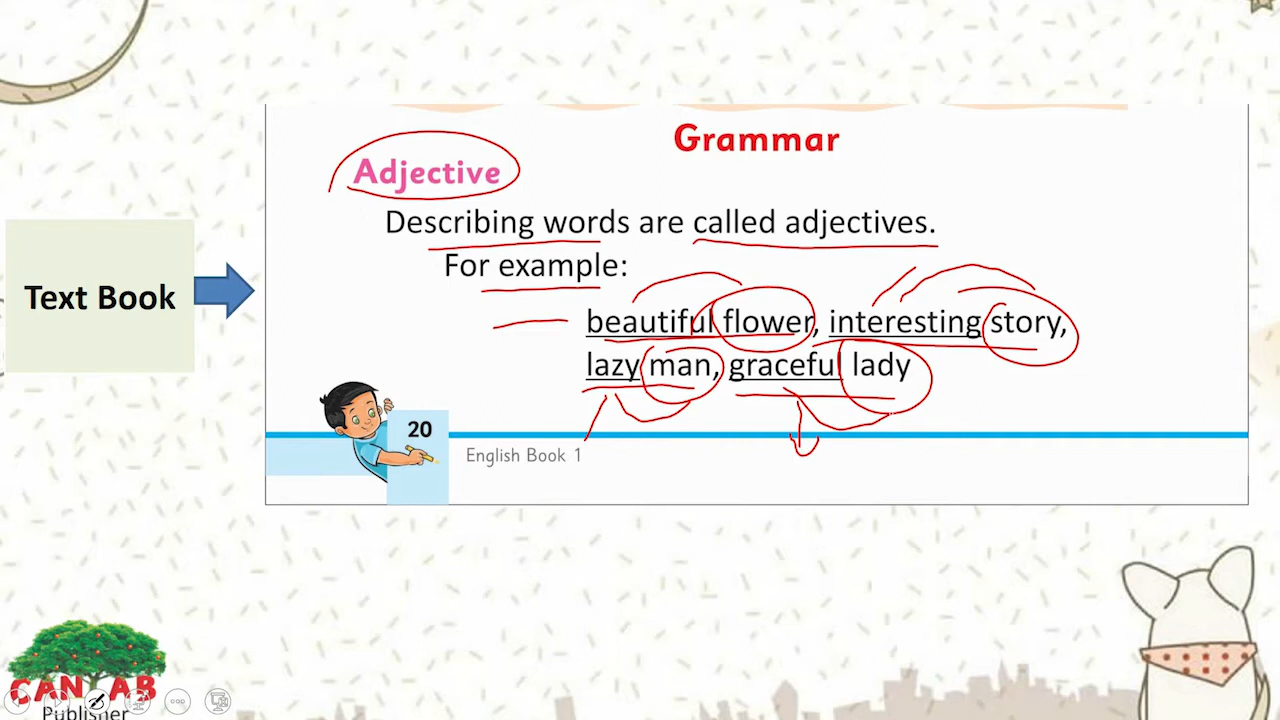 Grammar
Adjective
Describing words are called adjectives.
For example:
beautiful flower, interesting story,
lazy man, graceful lady
Text Book
20
English Book 1
CANTAB
Publisher